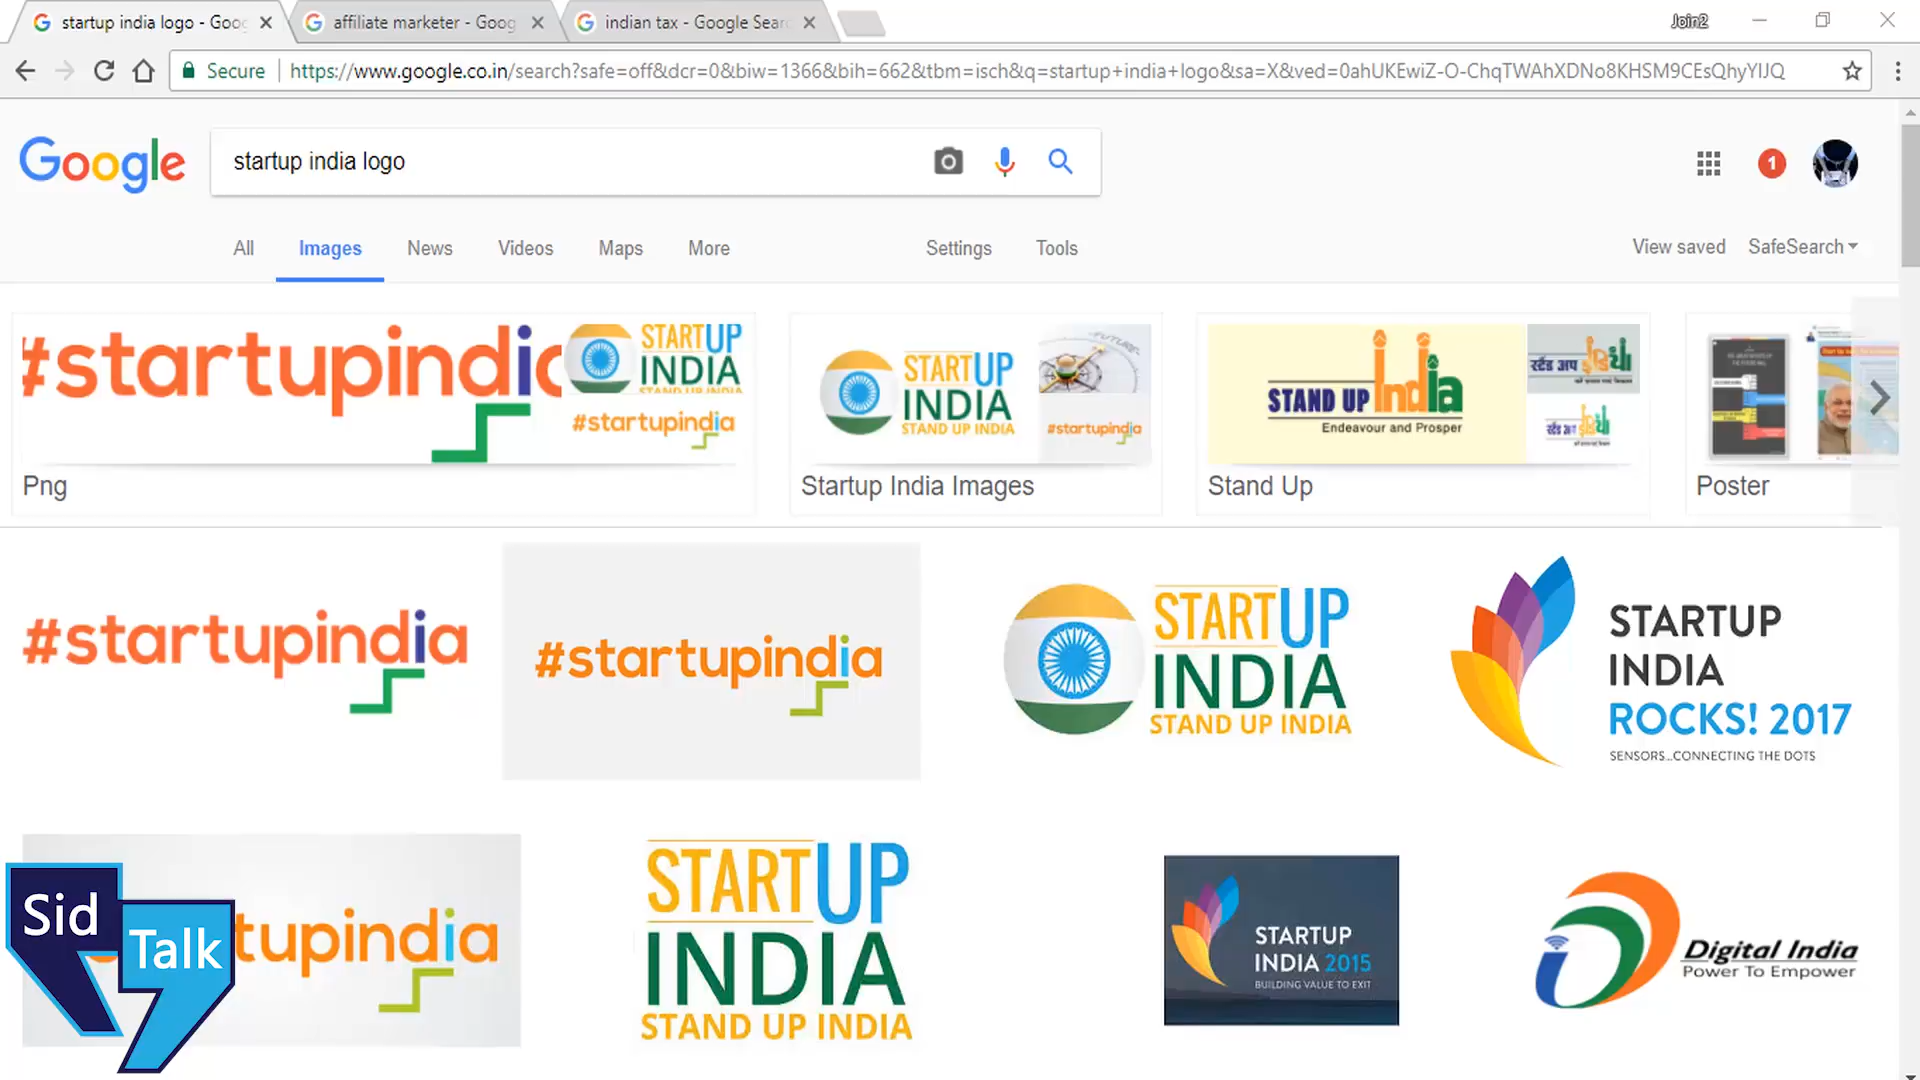 startup india logo - Goog
affiliate marketer - Goog
indian tax - Google Sear
Join2
Secure
https://www.google.co.in/search?safe=off&dcr=0&biw=1366&bih=662&tbm=isch&q=startup+india+logo&sa=X&ved=0ahUKEwiZ-O-ChqTWAhXDNo8KHSM9CEsQhyYIJQ
Google
startup india logo
1
All
Images
News
Videos
Maps
More
Settings
Tools
View saved
SafeSearch
#startupindia
STARTUP
INDIA
#startupindia
Png
STARTUP
INDIA
STAND UP INDIA
FUTURE
#startupindia
Startup India Images
STAND UP India
Endeavour and Prosper
स्टैंड अप इंडिया
Stand Up
Poster
#startupindia
#startupindia
STARTUP
INDIA
STAND UP INDIA
STARTUP
INDIA
ROCKS! 2017
SENSORS...CONNECTING THE DOTS
Sid
Talk
tupindia
STARTUP
INDIA
STAND UP INDIA
STARTUP
INDIA 2015
BUILDING VALUE TO EXIT
Digital India
Power To Empower